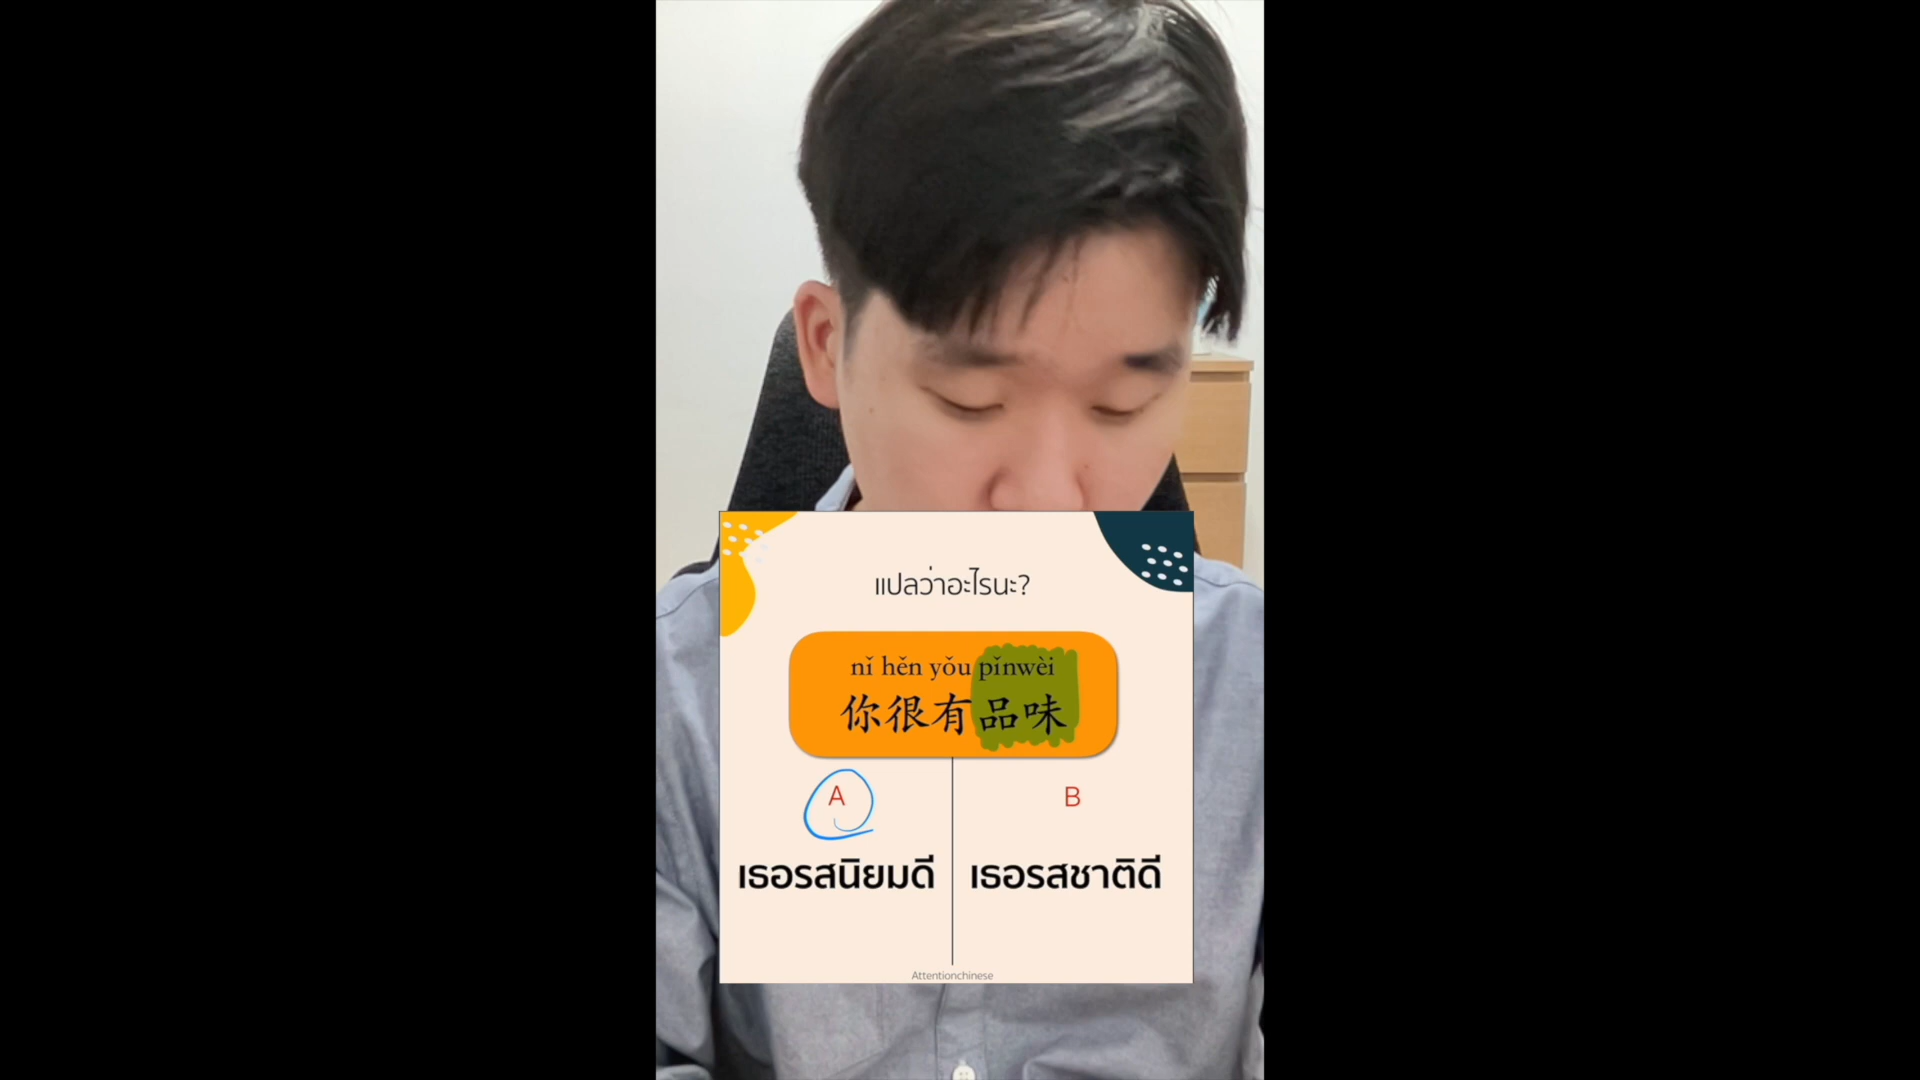 แปลว่าอะไรนะ?
nǐ hěn yǒu pǐnwèi
你很有品味
A
B
เธอรสนิยมดี
เธอรสชาติดี
Attentionchinese